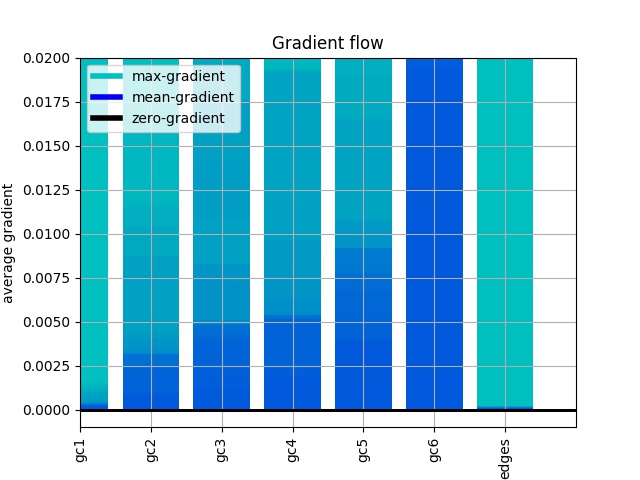 Gradient flow
max-gradient
mean-gradient
zero-gradient
average gradient
0.0200
0.0175
0.0150
0.0125
0.0100
0.0075
0.0050
0.0025
0.0000
gc1
gc2
gc3
gc4
gc5
gc6
edges